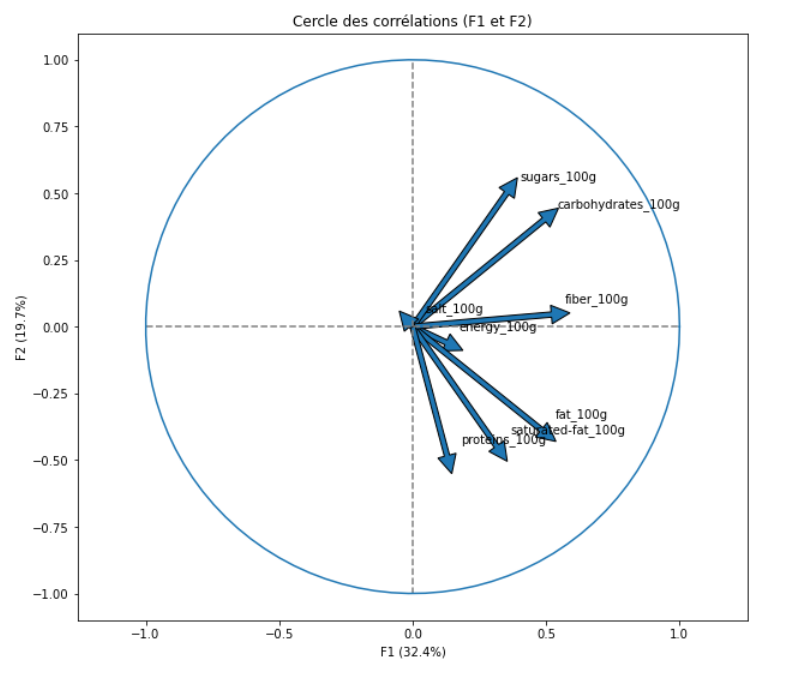 Cercle des corrélations (F1 et F2)
1.00
0.75
0.50
0.25
0.00
−0.25
−0.50
−0.75
−1.00
F2 (19.7%)
sugars_100g
carbohydrates_100g
fiber_100g
salt_100g
energy_100g
fat_100g
saturated-fat_100g
proteins_100g
−1.0
−0.5
0.0
0.5
1.0
F1 (32.4%)